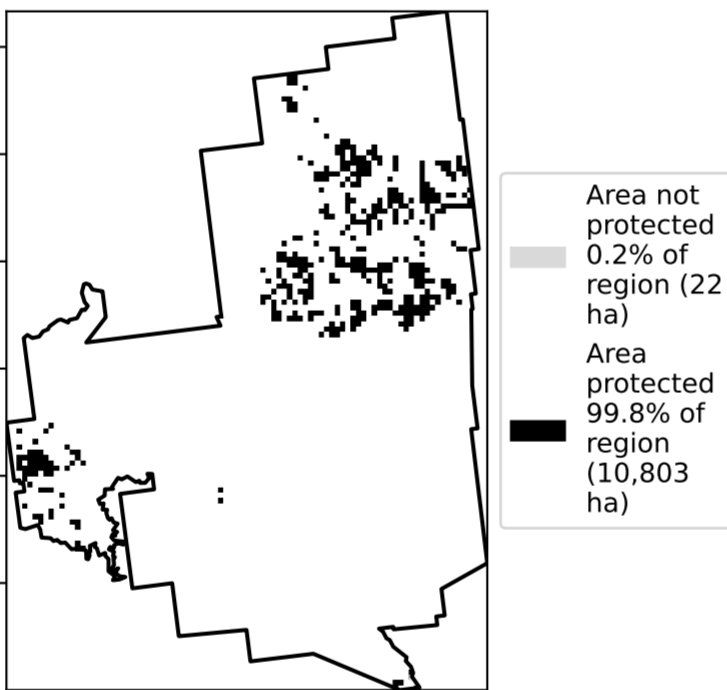 Area not
protected
0.2% of
region (22
ha)
Area
protected
99.8% of
region
(10,803
ha)